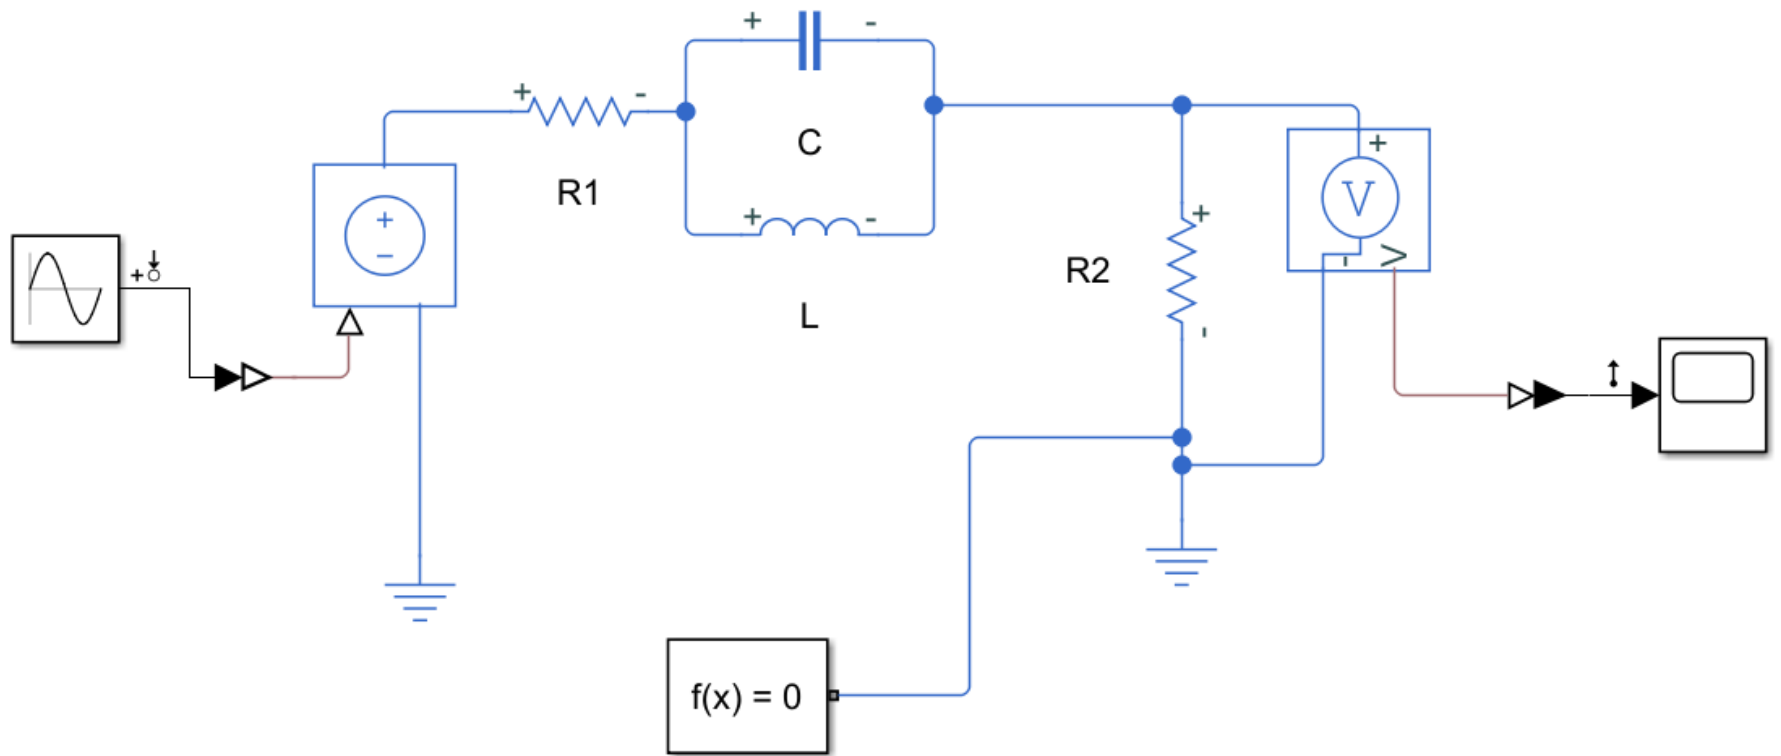 + -
C
+ -
R1
+ -
L
+
−
+
R2
+ -
+
V
-
V
f(x) = 0